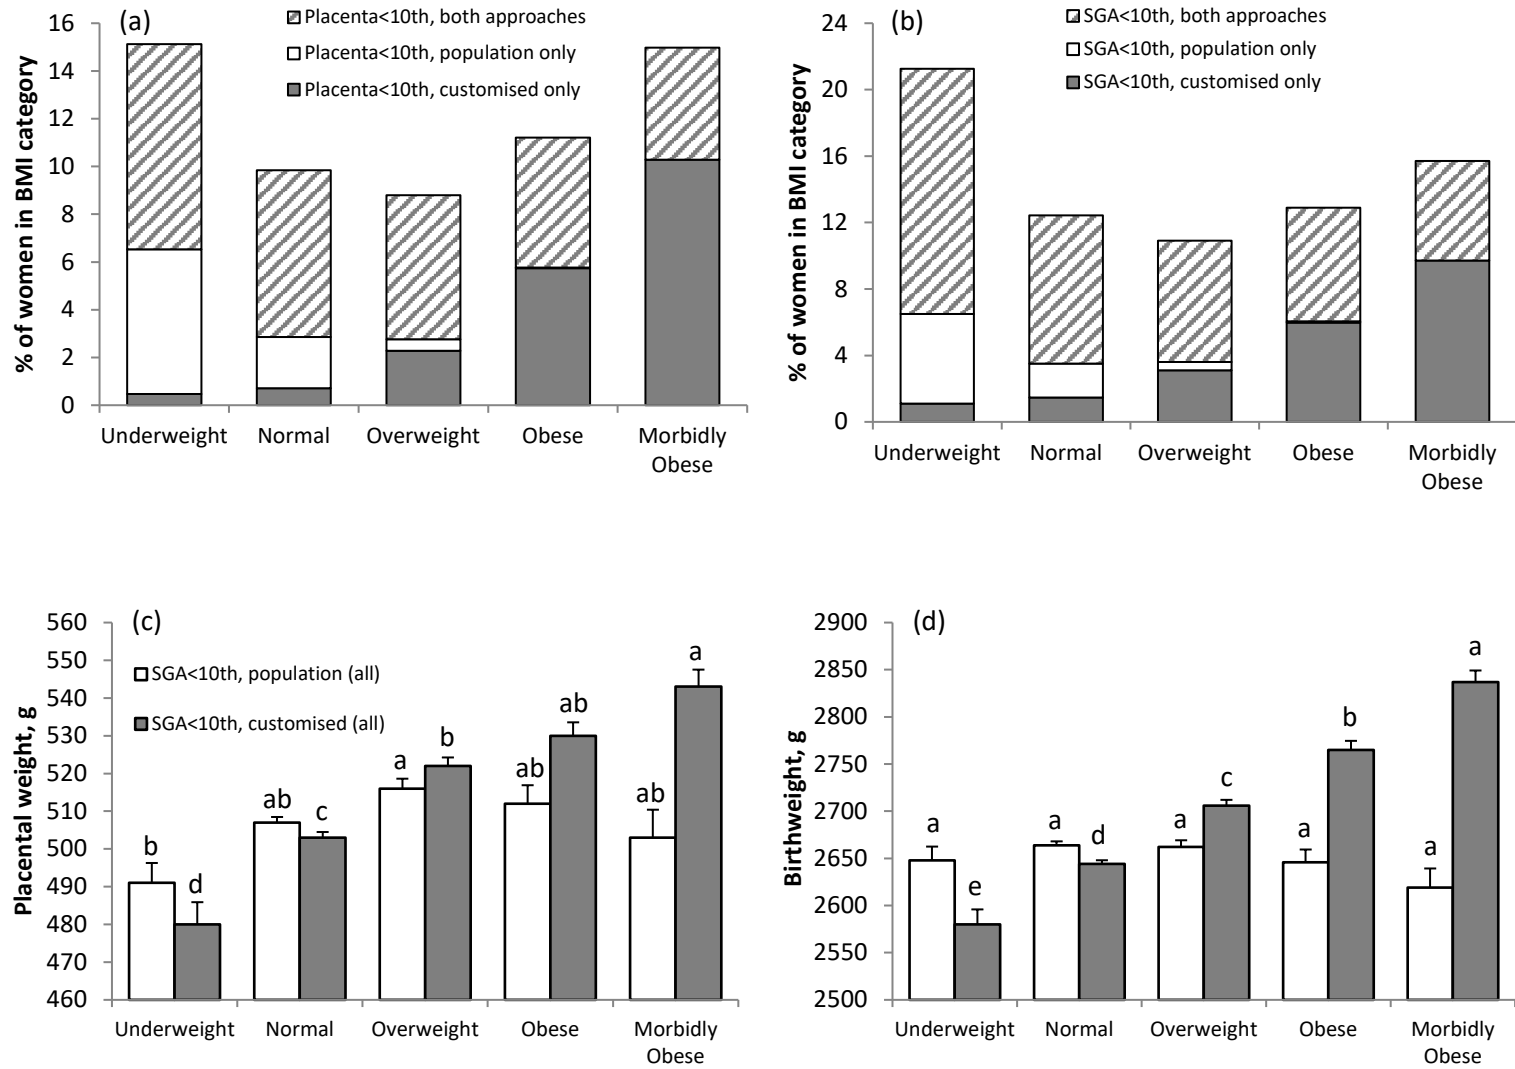 (a)
Placenta<10th, both approaches
Placenta<10th, population only
Placenta<10th, customised only
% of women in BMI category
16
14
12
10
8
6
4
2
0
Underweight Normal Overweight Obese Morbidly
Obese
(b)
SGA<10th, both approaches
SGA<10th, population only
SGA<10th, customised only
% of women in BMI category
24
20
16
12
8
4
0
Underweight Normal Overweight Obese Morbidly
Obese
(c)
SGA<10th, population (all)
SGA<10th, customised (all)
Placental weight, g
560
550
540
530
520
510
500
490
480
470
460
b d ab c a b ab ab ab a
Underweight Normal Overweight Obese Morbidly
Obese
(d)
Birthweight, g
2900
2850
2800
2750
2700
2650
2600
2550
2500
a e a d a c a b a a
Underweight Normal Overweight Obese Morbidly
Obese